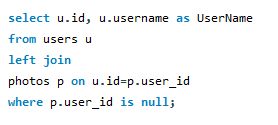 select u.id, u.username as UserName
from users u
left join
photos p on u.id=p.user_id
where p.user_id is null;